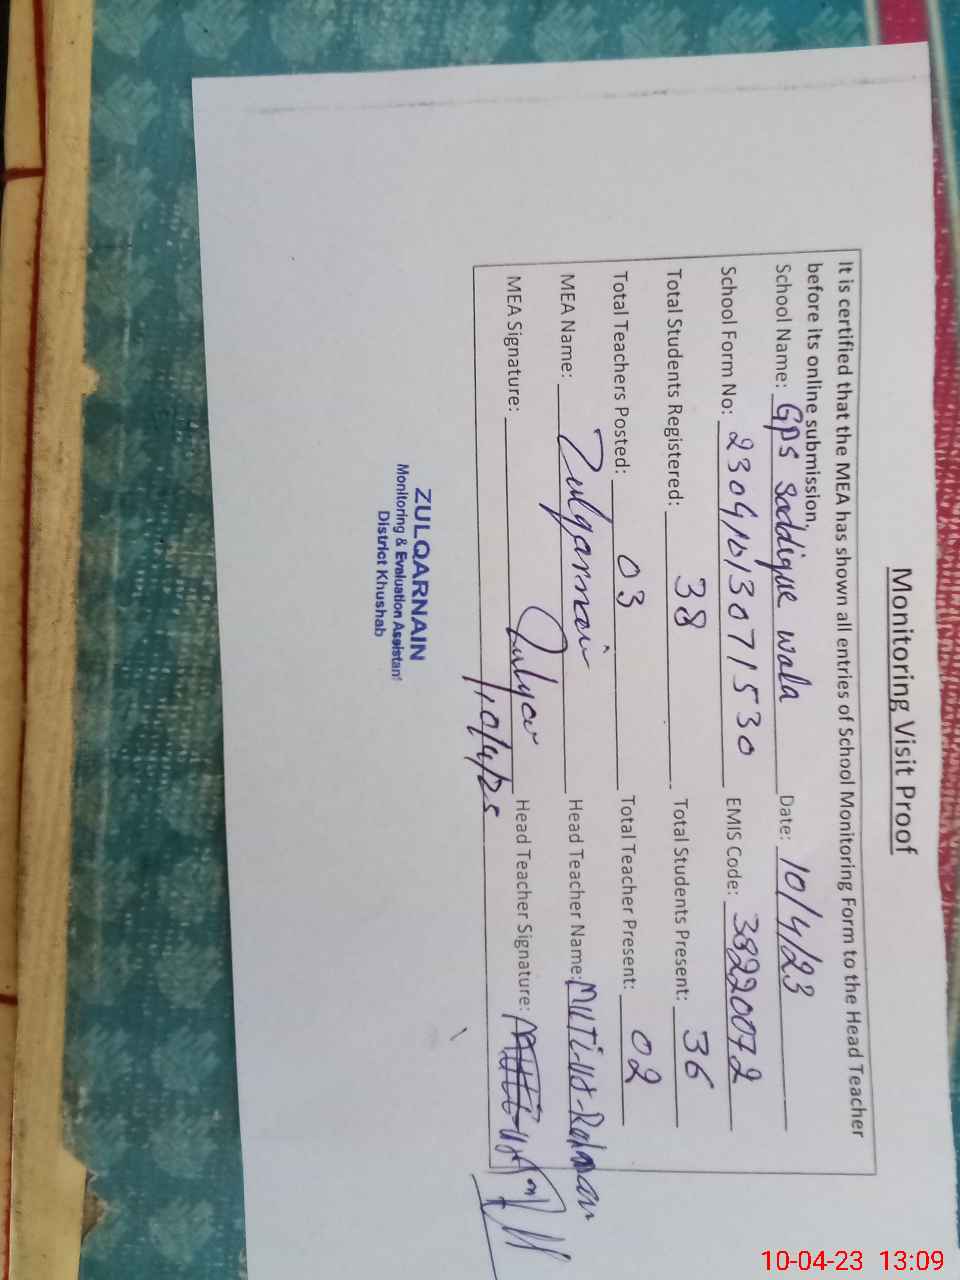 Monitoring Visit Proof
It is certified that the MEA has shown all entries of School Monitoring Form to the Head Teacher
before its online submission.
School Name: GPS Saddique wala Date: 10/4/23
School Form No: 23041013071530 EMIS Code: 38220072
Total Students Registered: 38 Total Students Present: 36
Total Teachers Posted: 03 Total Teacher Present: 02
MEA Name: Zulqarnain Head Teacher Name: Muti-ur-Rehman
MEA Signature: Head Teacher Signature:
ZULQARNAIN
Monitoring & Evaluation Assistant
District Khushab
10-04-23 13:09